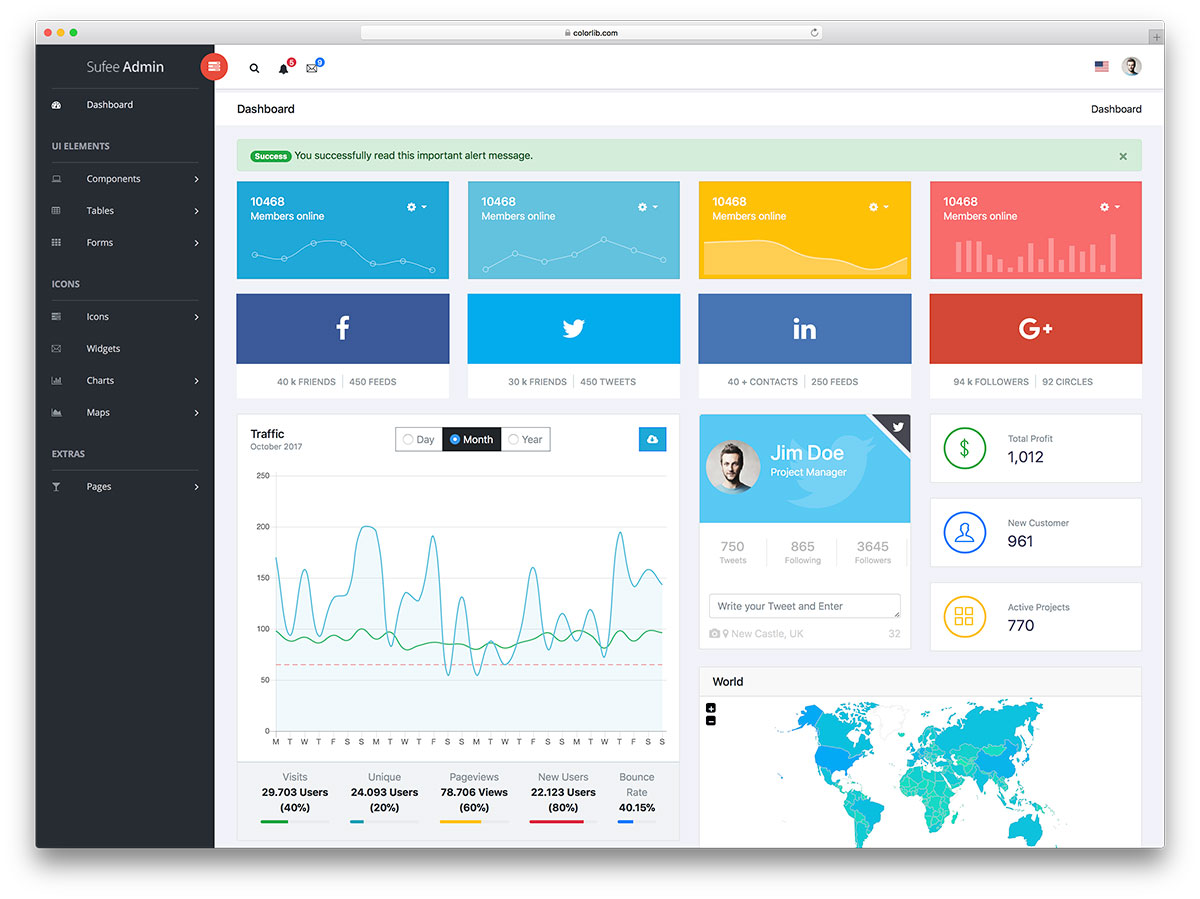 colorlib.com
Sufee Admin
5
9
Dashboard
UI ELEMENTS
Components
Tables
Forms
ICONS
Icons
Widgets
Charts
Maps
EXTRAS
Pages
Dashboard
Dashboard
Success You successfully read this important alert message.
×
10468
Members online
10468
Members online
10468
Members online
10468
Members online
f
in
G+
40 k FRIENDS 450 FEEDS
30 k FRIENDS 450 TWEETS
40 + CONTACTS 250 FEEDS
94 k FOLLOWERS 92 CIRCLES
Traffic
October 2017
Day Month Year
250
200
150
100
50
0
M T W T F S S M T W T F S S M T W T F S S M T W T F S S
Visits
29.703 Users
(40%)
Unique
24.093 Users
(20%)
Pageviews
78.706 Views
(60%)
New Users
22.123 Users
(80%)
Bounce
Rate
40.15%
Jim Doe
Project Manager
750
Tweets
865
Following
3645
Followers
Write your Tweet and Enter
New Castle, UK 32
$
Total Profit
1,012
New Customer
961
Active Projects
770
World
+
−